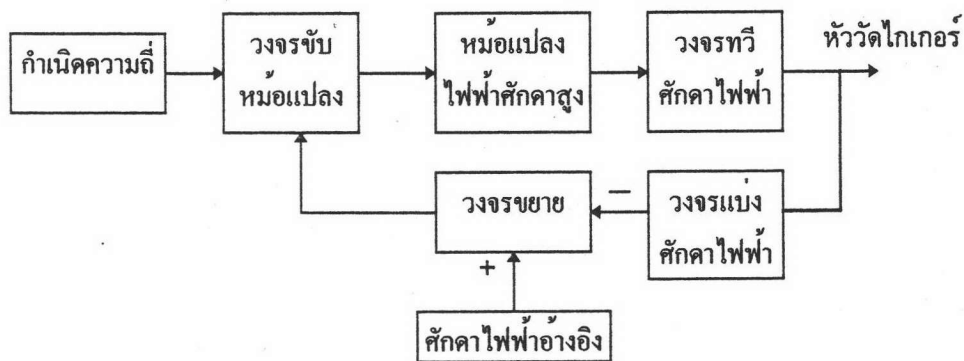 กำเนิดความถี่
วงจรขับ
หม้อแปลง
หม้อแปลง
ไฟฟ้าศักดาสูง
วงจรทวี
ศักดาไฟฟ้า
หัววัดไกเกอร์
วงจรขยาย
−
วงจรแบ่ง
ศักดาไฟฟ้า
+
ศักดาไฟฟ้าอ้างอิง